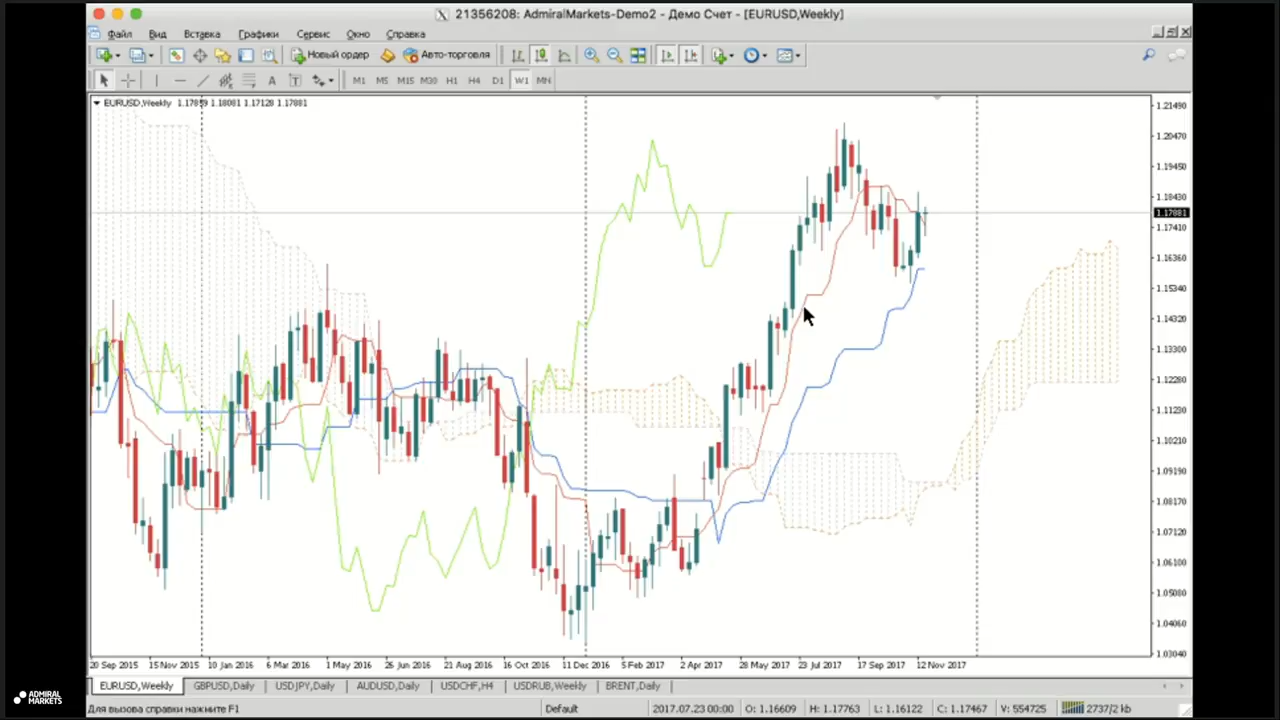 21356208: AdmiralMarkets-Demo2 - Демо Счет - [EURUSD,Weekly]
Файл Вид Вставка Графики Сервис Окно Справка
Новый ордер Авто-торговля
A T M1 M5 M15 M30 H1 H4 D1 W1 MN
EURUSD,Weekly 1.17859 1.18081 1.17128 1.17881
1.21490
1.20470
1.19450
1.18430
1.17881
1.17410
1.16360
1.15340
1.14320
1.13300
1.12280
1.11230
1.10210
1.09190
1.08170
1.07120
1.06100
1.05080
1.04060
1.03040
20 Sep 2015 15 Nov 2015 10 Jan 2016 6 Mar 2016 1 May 2016 26 Jun 2016 21 Aug 2016 16 Oct 2016 11 Dec 2016 5 Feb 2017 2 Apr 2017 28 May 2017 23 Jul 2017 17 Sep 2017 12 Nov 2017
EURUSD,Weekly GBPUSD,Daily USDJPY,Daily AUDUSD,Daily USDCHF,H4 USDRUB,Weekly BRENT,Daily
Для вызова справки нажмите F1 Default 2017.07.23 00:00 O: 1.16609 H: 1.17763 L: 1.16122 C: 1.17467 V: 554725 2737/2 kb
ADMIRAL
MARKETS